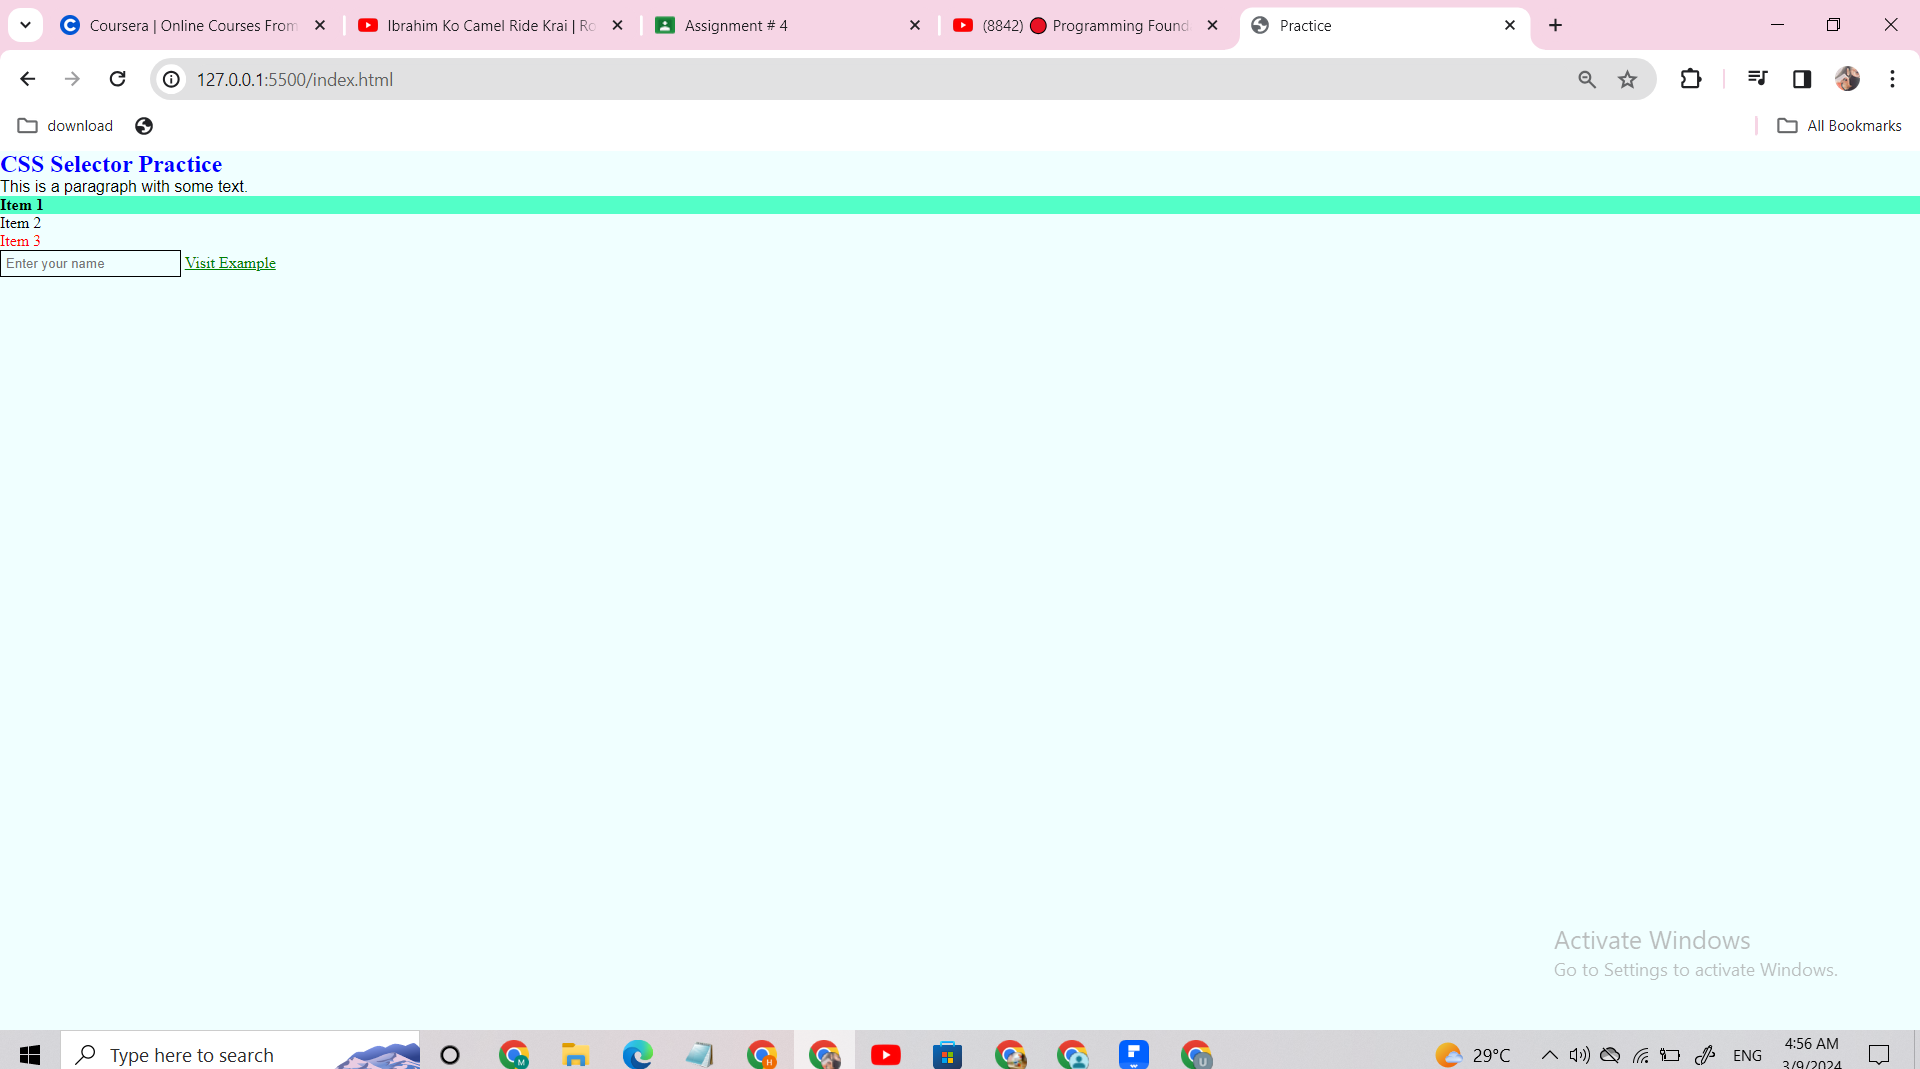 Coursera | Online Courses From
Ibrahim Ko Camel Ride Krai | Ro
Assignment # 4
(8842) 🔴 Programming Found
Practice
127.0.0.1:5500/index.html
download
All Bookmarks
CSS Selector Practice
This is a paragraph with some text.
Item 1
Item 2
Item 3
Enter your name Visit Example
Activate Windows
Go to Settings to activate Windows.
Type here to search
29°C
ENG
4:56 AM
3/9/2024